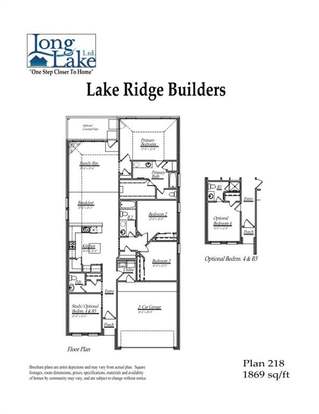 Long
Lake Ltd.
"One Step Closer To Home"
Lake Ridge Builders
Optional
Covered Patio
Primary
Bedroom
Family Rm
Primary
Bath
Breakfast
Bedroom 2
Kitchen
Bedroom 3
Entry
Study/Optional
Bedrm. 4 & B3
2 Car Garage
Porch
Floor Plan
Optional
Bedroom 4
Entry
Porch
Optional Bedrm. 4 & B3
Brochure plans are artist depictions and may vary from actual plan. Square
footages, room dimensions, prices, specifications, materials and availability
of homes by community may vary, and are subject to change without notice.
Plan 218
1869 sq/ft